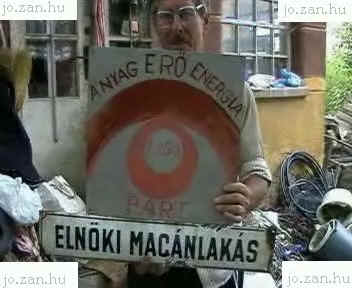 jo.zan.hu jo.zan.hu
ANYAG ERŐ ENERGIA
PÁRT
ELNÖKI MACÁNLAKÁS
jo.zan.hu jo.zan.hu